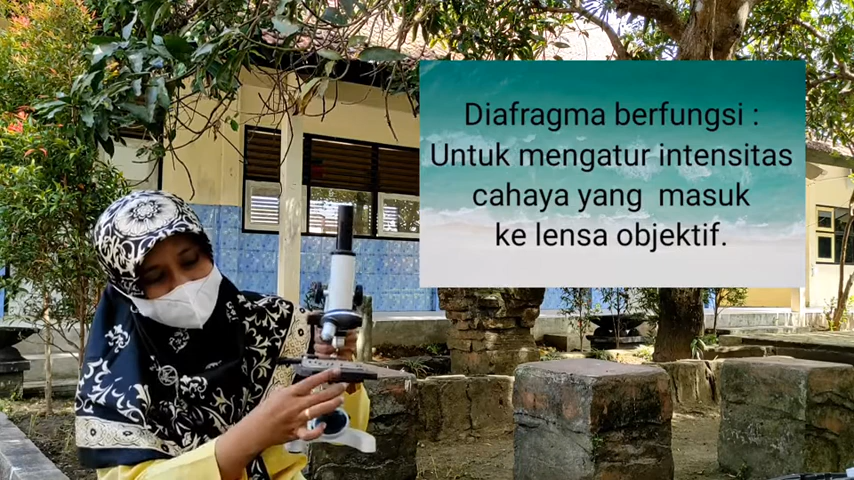 Diafragma berfungsi :
Untuk mengatur intensitas
cahaya yang masuk
ke lensa objektif.